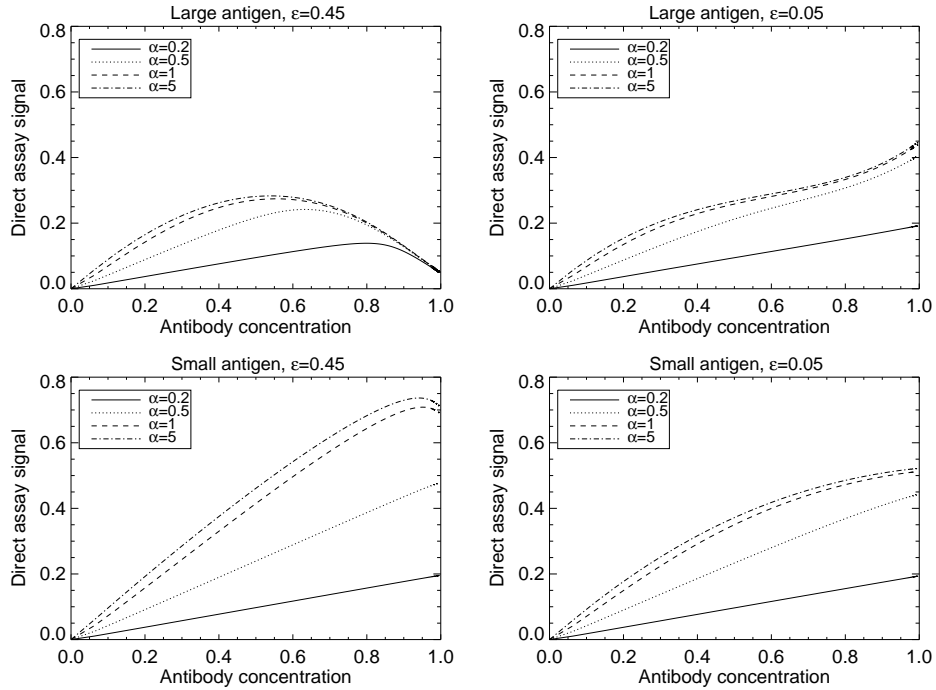 Large antigen, ε=0.45
Direct assay signal
0.8
0.6
0.4
0.2
0.0
α=0.2
α=0.5
α=1
α=5
0.0 0.2 0.4 0.6 0.8 1.0
Antibody concentration
Large antigen, ε=0.05
Direct assay signal
0.8
0.6
0.4
0.2
0.0
α=0.2
α=0.5
α=1
α=5
0.0 0.2 0.4 0.6 0.8 1.0
Antibody concentration
Small antigen, ε=0.45
Direct assay signal
0.8
0.6
0.4
0.2
0.0
α=0.2
α=0.5
α=1
α=5
0.0 0.2 0.4 0.6 0.8 1.0
Antibody concentration
Small antigen, ε=0.05
Direct assay signal
0.8
0.6
0.4
0.2
0.0
α=0.2
α=0.5
α=1
α=5
0.0 0.2 0.4 0.6 0.8 1.0
Antibody concentration